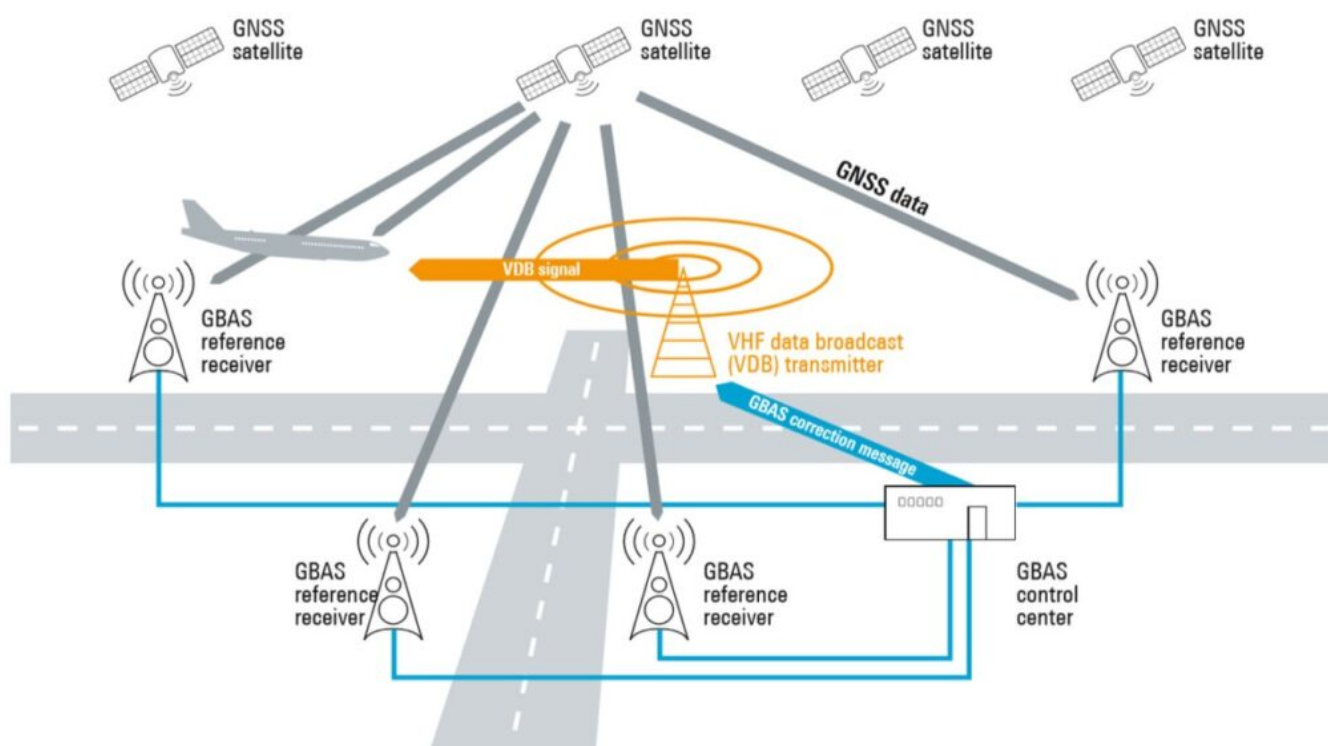 GNSS
satellite
GNSS
satellite
GNSS
satellite
GNSS
satellite
GNSS data
VDB signal
GBAS
reference
receiver
VHF data broadcast
(VDB) transmitter
GBAS
reference
receiver
GBAS correction message
GBAS
reference
receiver
GBAS
reference
receiver
GBAS
control
center